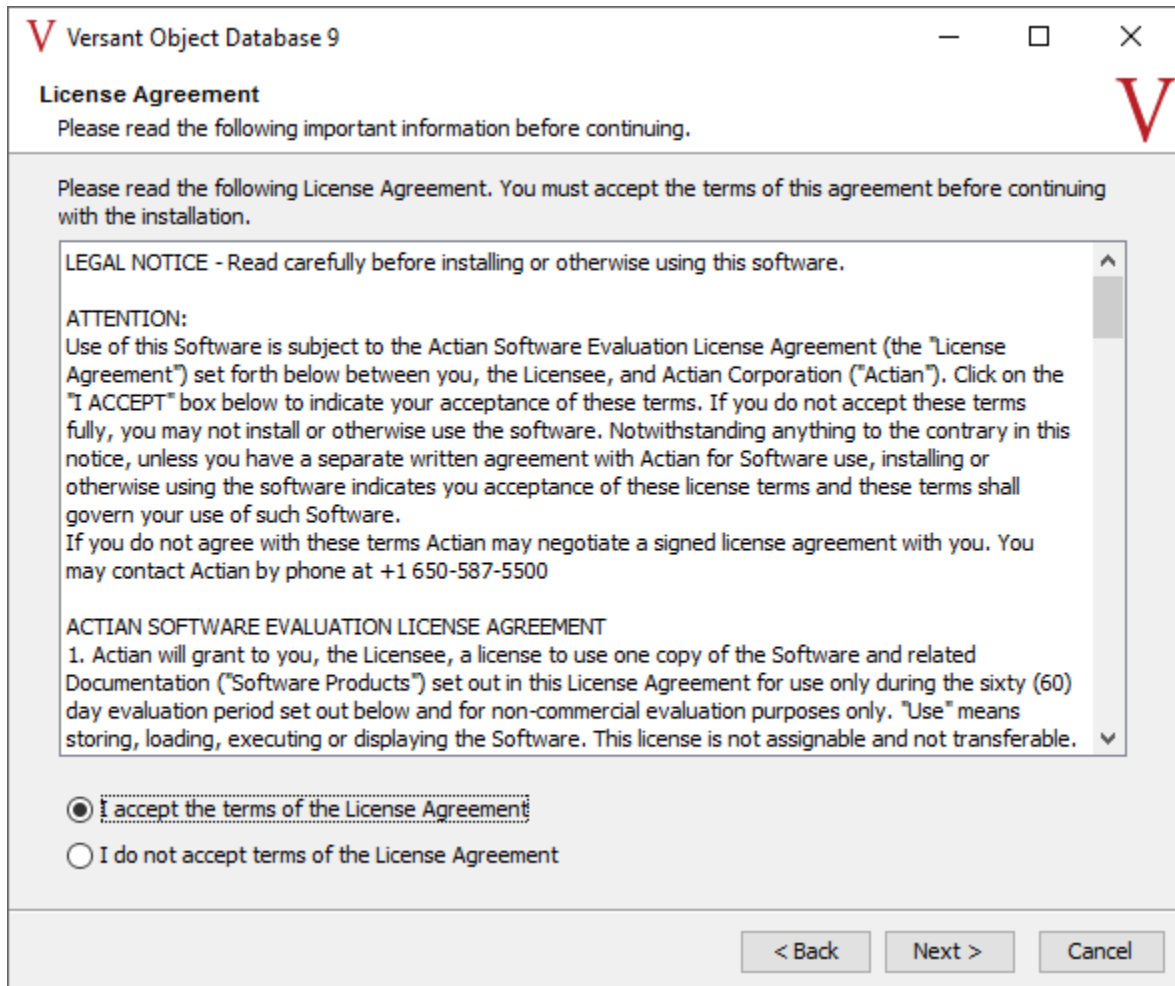 V Versant Object Database 9
License Agreement
Please read the following important information before continuing.
V
Please read the following License Agreement. You must accept the terms of this agreement before continuing
with the installation.
LEGAL NOTICE - Read carefully before installing or otherwise using this software.
ATTENTION:
Use of this Software is subject to the Actian Software Evaluation License Agreement (the "License
Agreement") set forth below between you, the Licensee, and Actian Corporation ("Actian"). Click on the
"I ACCEPT" box below to indicate your acceptance of these terms. If you do not accept these terms
fully, you may not install or otherwise use the software. Notwithstanding anything to the contrary in this
notice, unless you have a separate written agreement with Actian for Software use, installing or
otherwise using the software indicates you acceptance of these license terms and these terms shall
govern your use of such Software.
If you do not agree with these terms Actian may negotiate a signed license agreement with you. You
may contact Actian by phone at +1 650-587-5500
ACTIAN SOFTWARE EVALUATION LICENSE AGREEMENT
1. Actian will grant to you, the Licensee, a license to use one copy of the Software and related
Documentation ("Software Products") set out in this License Agreement for use only during the sixty (60)
day evaluation period set out below and for non-commercial evaluation purposes only. "Use" means
storing, loading, executing or displaying the Software. This license is not assignable and not transferable.
I accept the terms of the License Agreement
I do not accept terms of the License Agreement
< Back Next > Cancel